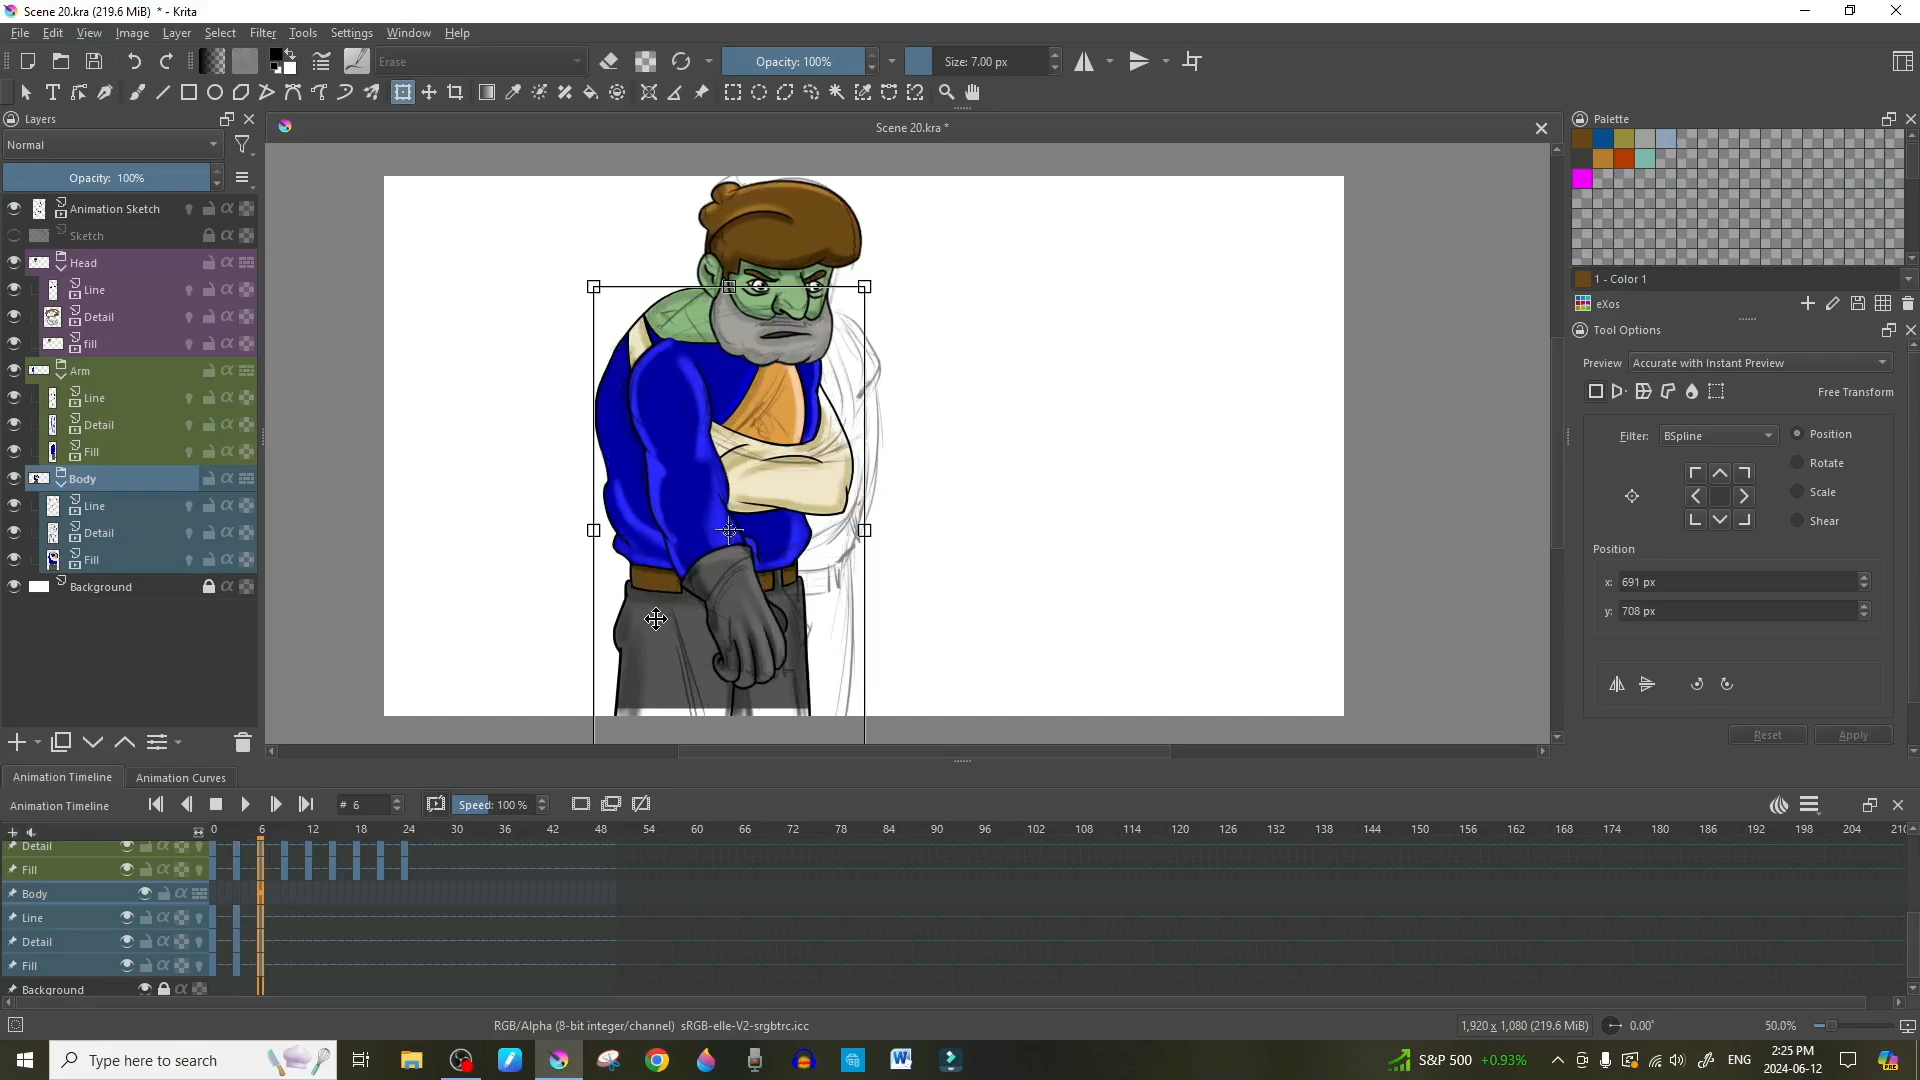 Scene 20.kra (219.6 MiB) * - Krita
File Edit View Image Layer Select Filter Tools Settings Window Help
Erase
Opacity: 100%
Size: 7.00 px
Layers
Normal
Opacity: 100%
Animation Sketch
Sketch
Head
Line
Detail
fill
Arm
Line
Detail
Fill
Body
Line
Detail
Fill
Background
Scene 20.kra *
Palette
1 - Color 1
eXos
Tool Options
Preview Accurate with Instant Preview
Free Transform
Filter: BSpline
Position
Rotate
Scale
Shear
Position
x: 691 px
y: 708 px
Reset Apply
Animation Timeline Animation Curves
Animation Timeline
# 6
Speed: 100 %
0 6 12 18 24 30 36 42 48 54 60 66 72 78 84 90 96 102 108 114 120 126 132 138 144 150 156 162 168 174 180 186 192 198 204 210
Detail
Fill
Body
Line
Detail
Fill
Background
RGB/Alpha (8-bit integer/channel) sRGB-elle-V2-srgbtrc.icc
1,920 x 1,080 (219.6 MiB)
0.00°
50.0%
Type here to search
S&P 500 +0.93%
ENG
2:25 PM
2024-06-12